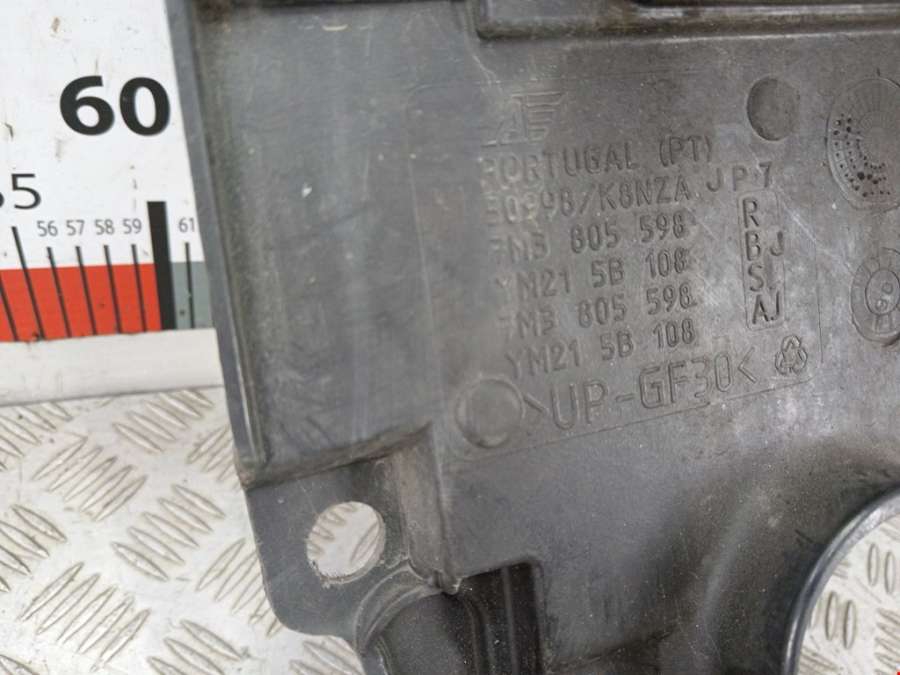 60
55
56 57 58 59 61
PORTUGAL (PT)
30998/K8NZA JP7
7M3 805 598
YM21 5B 108
7M3 805 598
YM21 5B 108
R
B J
S
AJ
>UP-GF30<